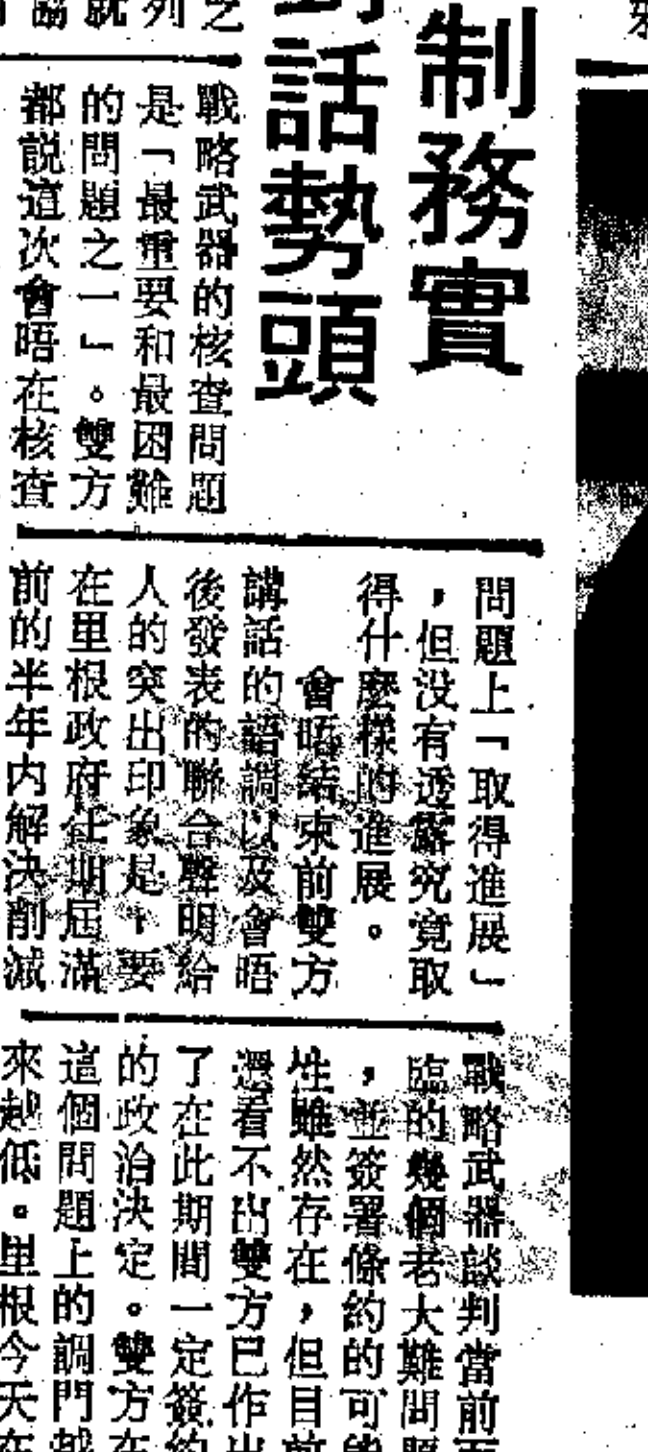 制務實
話勢頭
戰略武器的核查問題
是「最重要和最困難
的問題之一」。雙方
都説這次會晤在核查
問題上「取得進展」
，但没有透露究竟取
得什麽樣的進展。
會晤結束前雙方
講話的語調以及會晤
後發表的聯合聲明給
人的突出印象是，要
在里根政府任期屆滿
前的半年内解決削減
戰略武器談判當前面
臨的幾個老大難問題
，並簽署條約的可能
性雖然存在，但目前
還看不出雙方已作出
了在此期間一定簽約
的政治決定。雙方在
這個問題上的調門越
來越低。里根今天在